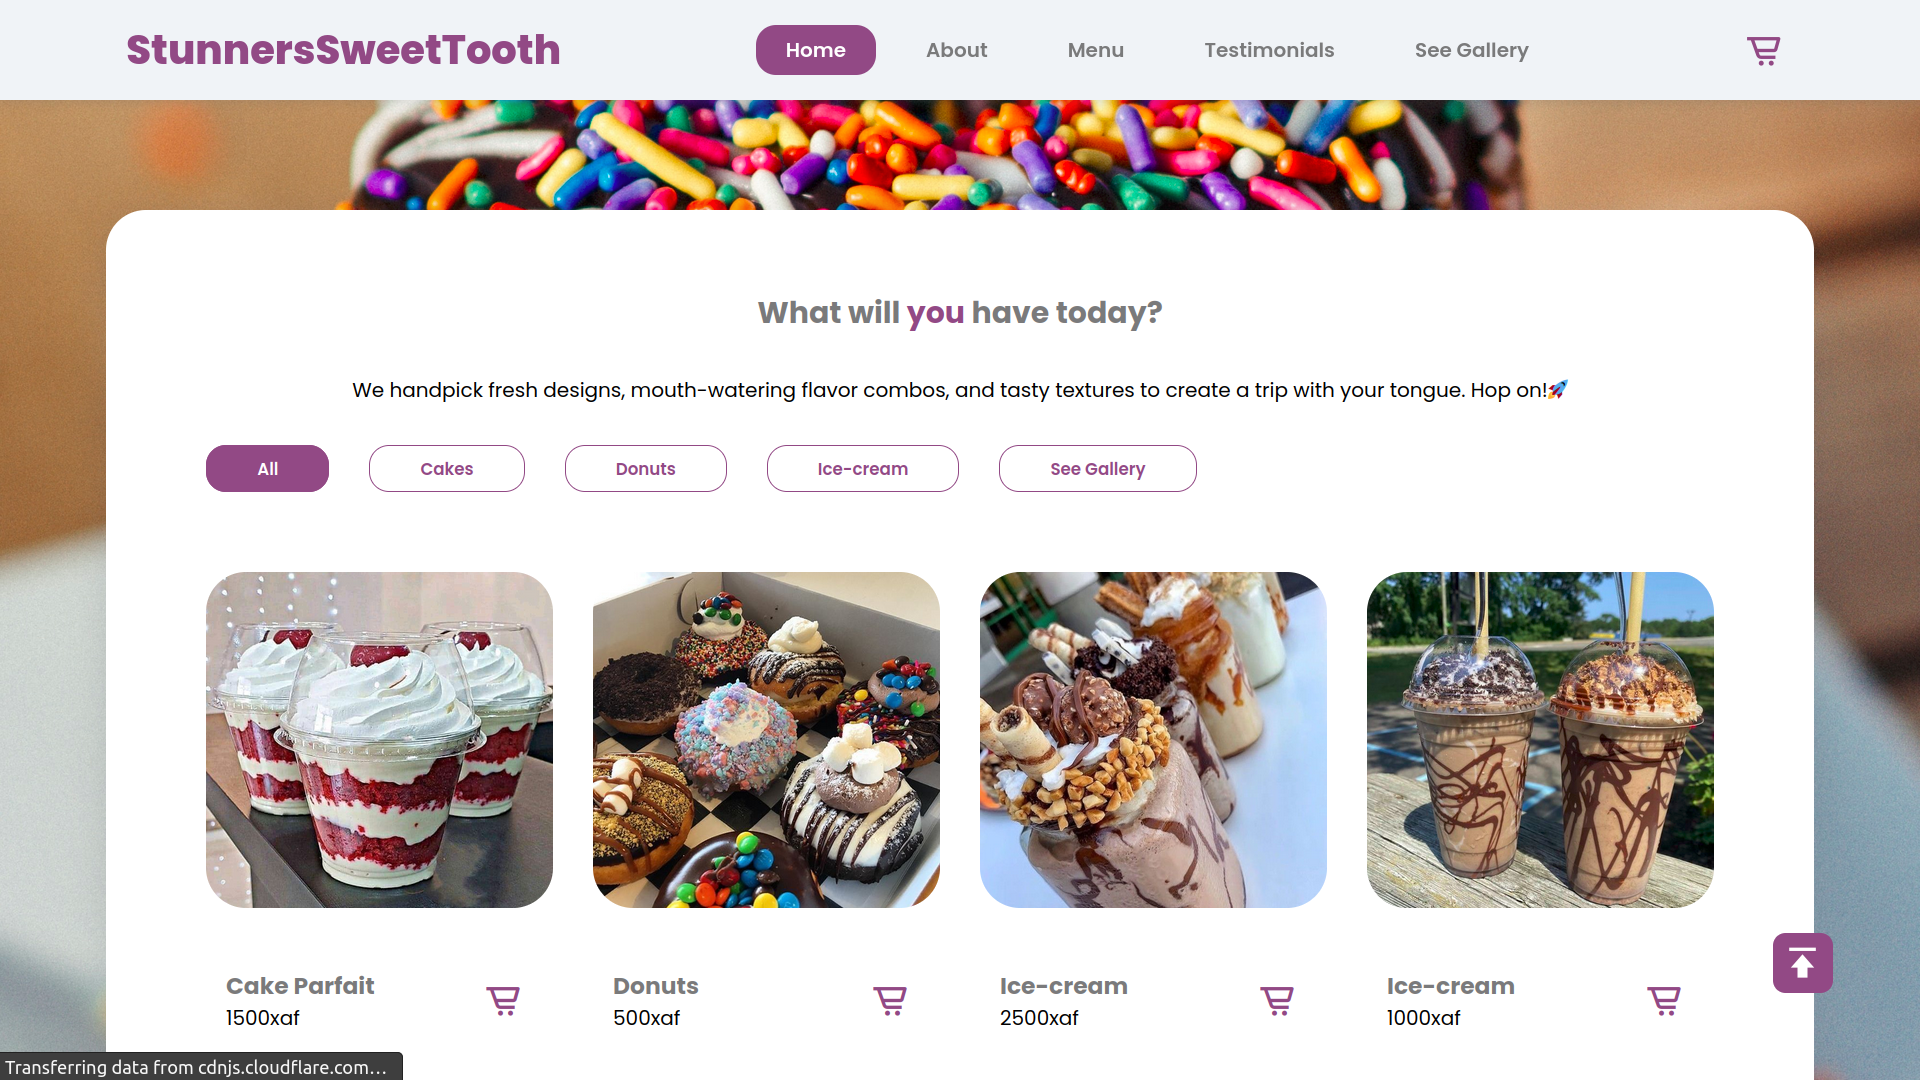 StunnersSweetTooth
Home About Menu Testimonials See Gallery
What will you have today?
We handpick fresh designs, mouth-watering flavor combos, and tasty textures to create a trip with your tongue. Hop on!🚀
All Cakes Donuts Ice-cream See Gallery
Cake Parfait Donuts Ice-cream Ice-cream
1500xaf 500xaf 2500xaf 1000xaf
Transferring data from cdnjs.cloudflare.com...